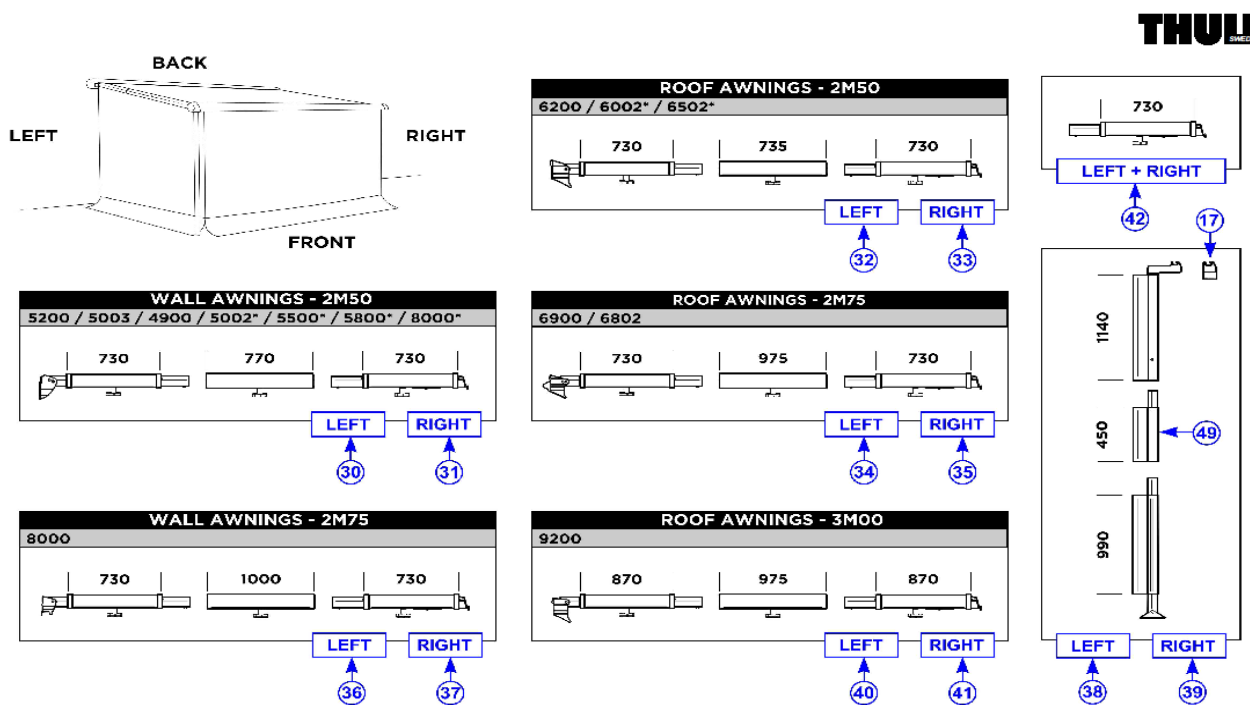 THULE
SWEDEN
BACK
LEFT
RIGHT
FRONT
ROOF AWNINGS - 2M50
6200 / 6002* / 6502*
730 735 730
LEFT RIGHT
32 33
730
LEFT + RIGHT
42
17
WALL AWNINGS - 2M50
5200 / 5003 / 4900 / 5002* / 5500* / 5800* / 8000*
730 770 730
LEFT RIGHT
30 31
ROOF AWNINGS - 2M75
6900 / 6802
730 975 730
LEFT RIGHT
34 35
WALL AWNINGS - 2M75
8000
730 1000 730
LEFT RIGHT
36 37
ROOF AWNINGS - 3M00
9200
870 975 870
LEFT RIGHT
40 41
1140
450
49
990
LEFT RIGHT
38 39